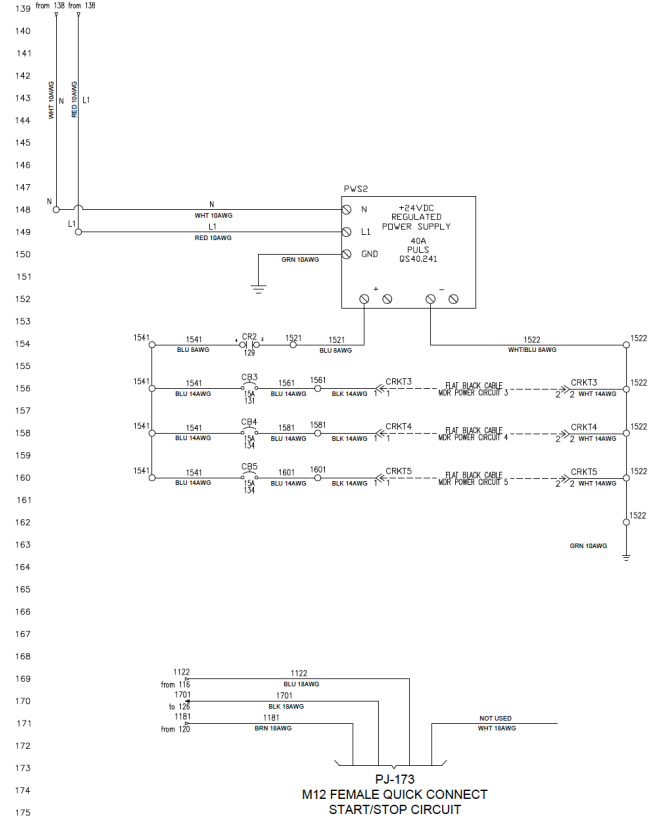 139 from 138 from 138
140
141
142
143 WHT 10AWG N RED 10AWG L1
144
145
146
147 PWS2
148 N N WHT 10AWG N +24VDC
REGULATED
POWER SUPPLY
149 L1 L1 RED 10AWG L1
40A
PULS
QS40.241
150 GRN 10AWG GND
151
152 + -
153
154 1541 1541 BLU 8AWG 4 CR2 3 129 1521 1521 BLU 8AWG 1522 WHT/BLU 8AWG 1522
155
156 1541 1541 BLU 14AWG CB3 15A 131 1561 BLU 14AWG 1561 BLK 14AWG CRKT3 1 1 FLAT BLACK CABLE MDR POWER CIRCUIT 3 2 CRKT3 2 WHT 14AWG 1522
157
158 1541 1541 BLU 14AWG CB4 15A 134 1581 BLU 14AWG 1581 BLK 14AWG CRKT4 1 1 FLAT BLACK CABLE MDR POWER CIRCUIT 4 2 CRKT4 2 WHT 14AWG 1522
159
160 1541 1541 BLU 14AWG CB5 15A 134 1601 BLU 14AWG 1601 BLK 14AWG CRKT5 1 1 FLAT BLACK CABLE MDR POWER CIRCUIT 5 2 CRKT5 2 WHT 14AWG 1522
161
162 1522
163 GRN 10AWG
164
165
166
167
168
169 1122 from 116 1122 BLU 18AWG
170 1701 to 126 1701 BLK 18AWG
171 1181 from 120 1181 BRN 18AWG NOT USED WHT 18AWG
172
173
PJ-173
174 M12 FEMALE QUICK CONNECT
175 START/STOP CIRCUIT